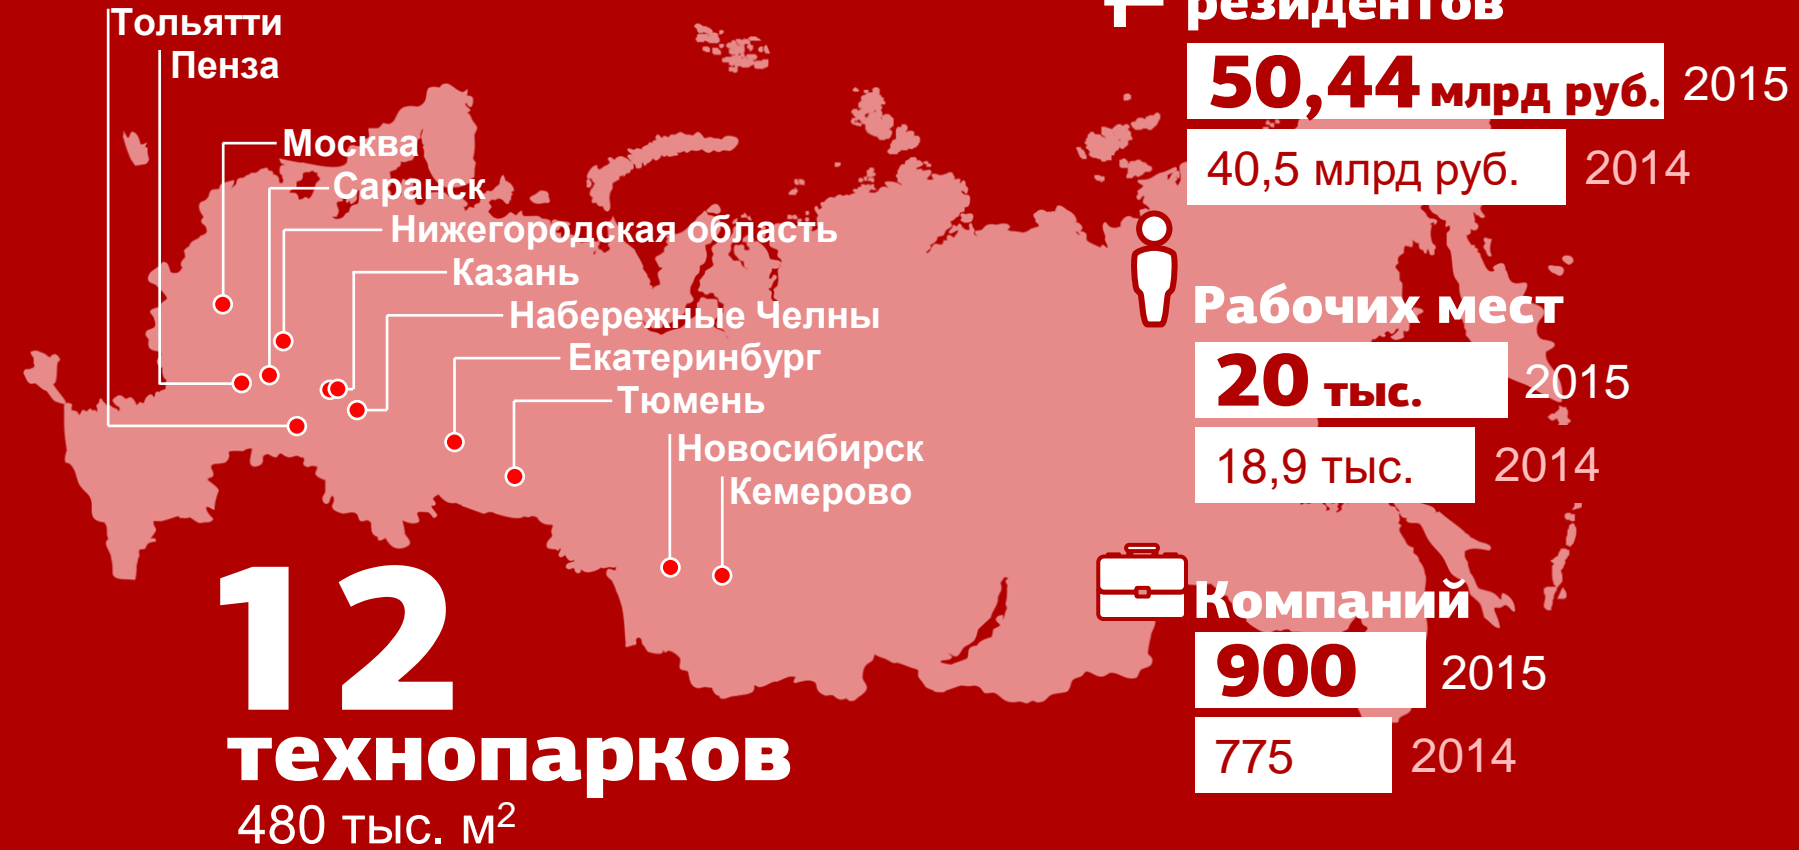 Тольятти
Пенза
Москва
Саранск
Нижегородская область
Казань
Набережные Челны
Екатеринбург
Тюмень
Новосибирск
Кемерово
12
технопарков
480 тыс. м²
резидентов
50,44 млрд руб. 2015
40,5 млрд руб. 2014
Рабочих мест
20 тыс. 2015
18,9 тыс. 2014
Компаний
900 2015
775 2014